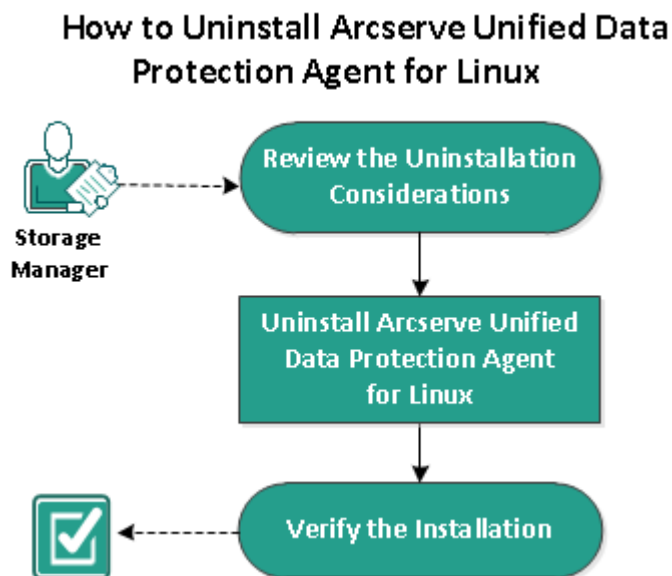 How to Uninstall Arcserve Unified Data
Protection Agent for Linux
Review the Uninstallation
Considerations
Storage
Manager
Uninstall Arcserve Unified
Data Protection Agent
for Linux
Verify the Installation